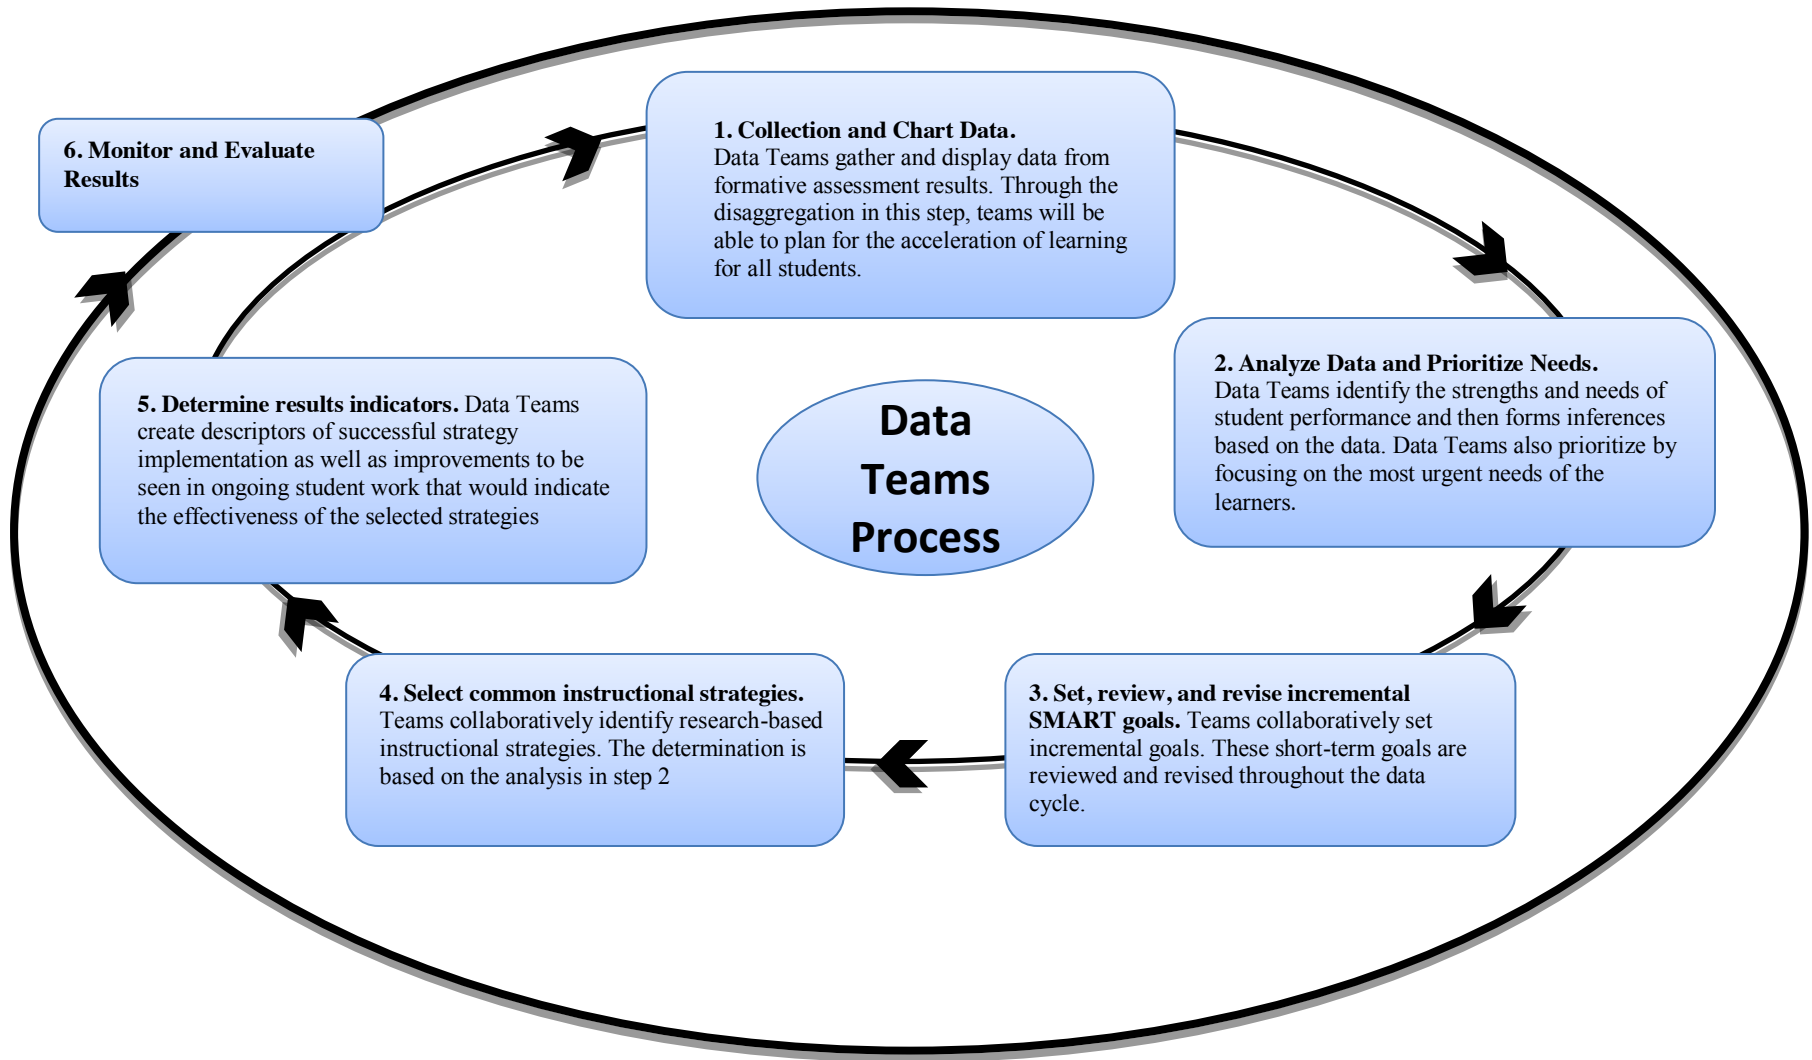 1. Collection and Chart Data.
Data Teams gather and display data from
formative assessment results. Through the
disaggregation in this step, teams will be
able to plan for the acceleration of learning
for all students.
2. Analyze Data and Prioritize Needs.
Data Teams identify the strengths and needs of
student performance and then forms inferences
based on the data. Data Teams also prioritize by
focusing on the most urgent needs of the
learners.
3. Set, review, and revise incremental
SMART goals. Teams collaboratively set
incremental goals. These short-term goals are
reviewed and revised throughout the data
cycle.
4. Select common instructional strategies.
Teams collaboratively identify research-based
instructional strategies. The determination is
based on the analysis in step 2
5. Determine results indicators. Data Teams
create descriptors of successful strategy
implementation as well as improvements to be
seen in ongoing student work that would indicate
the effectiveness of the selected strategies
6. Monitor and Evaluate
Results
Data
Teams
Process